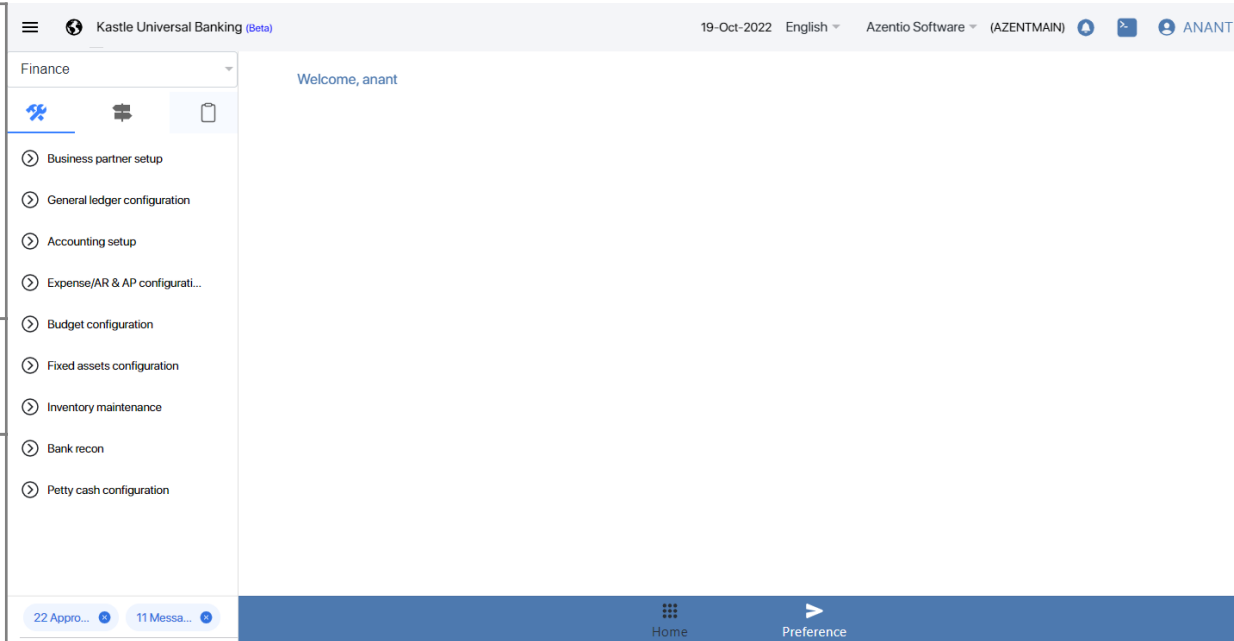 Kastle Universal Banking (Beta) 19-Oct-2022 English Azentio Software (AZENTMAIN) ANANT
Finance
Welcome, anant
Business partner setup
General ledger configuration
Accounting setup
Expense/AR & AP configurati...
Budget configuration
Fixed assets configuration
Inventory maintenance
Bank recon
Petty cash configuration
22 Appro... 11 Messa...
Home Preference